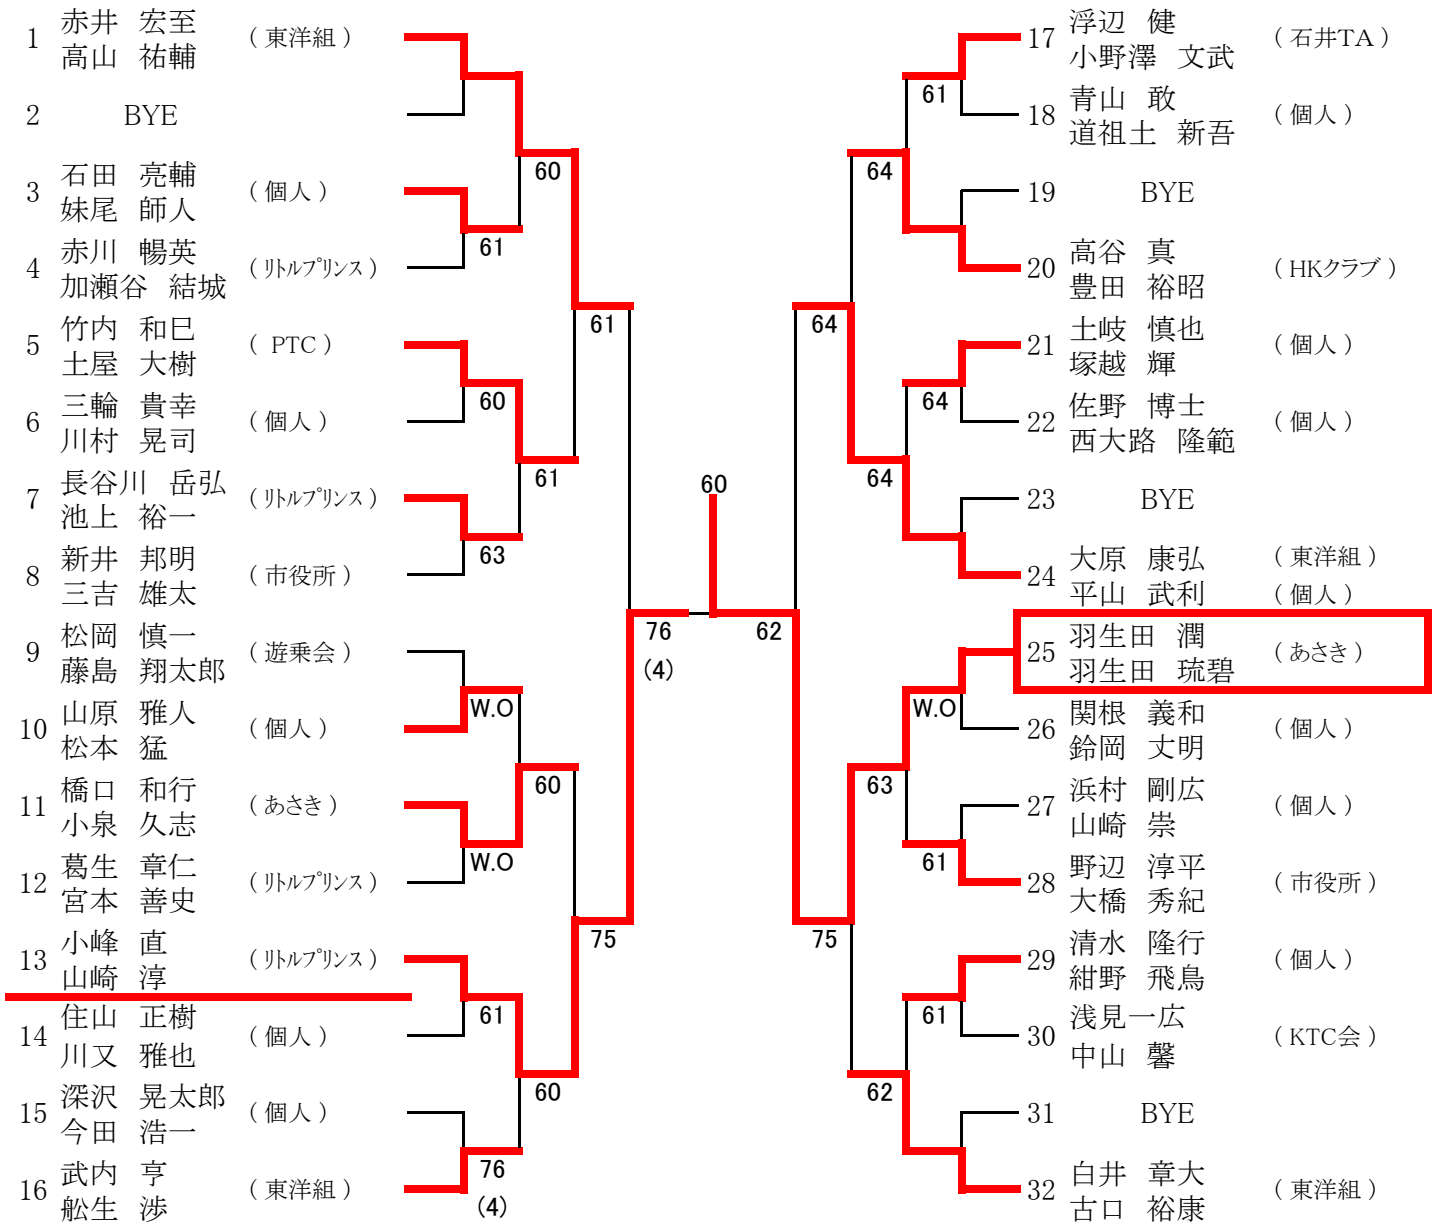 1 赤井 宏至 (東洋組)
高山 祐輔
2 BYE
3 石田 亮輔 (個人)
妹尾 師人
4 赤川 暢英 (リトルプリンス)
加瀬谷 結城
5 竹内 和巳 (PTC)
土屋 大樹
6 三輪 貴幸 (個人)
川村 晃司
7 長谷川 岳弘 (リトルプリンス)
池上 裕一
8 新井 邦明 (市役所)
三吉 雄太
9 松岡 慎一 (遊乗会)
藤島 翔太郎
10 山原 雅人 (個人)
松本 猛
11 橋口 和行 (あさき)
小泉 久志
12 葛生 章仁 (リトルプリンス)
宮本 善史
13 小峰 直 (リトルプリンス)
山崎 淳
14 住山 正樹 (個人)
川又 雅也
15 深沢 晃太郎 (個人)
今田 浩一
16 武内 亨 (東洋組)
舩生 渉
61
60
63
W.O
W.O
61
76
(4)
60
61
60
60
61
75
76
(4)
60
62
64
75
64
64
63
62
61
64
W.O
61
61
17 浮辺 健 (石井TA)
小野澤 文武
18 青山 敢 (個人)
道祖土 新吾
19 BYE
20 高谷 真 (HKクラブ)
豊田 裕昭
21 土岐 慎也 (個人)
塚越 輝
22 佐野 博士 (個人)
西大路 隆範
23 BYE
24 大原 康弘 (東洋組)
平山 武利 (個人)
25 羽生田 潤 (あさき)
羽生田 琉碧
26 関根 義和 (個人)
鈴岡 丈明
27 浜村 剛広 (個人)
山崎 崇
28 野辺 淳平 (市役所)
大橋 秀紀
29 清水 隆行 (個人)
紺野 飛鳥
30 浅見一広 (KTC会)
中山 馨
31 BYE
32 白井 章大 (東洋組)
古口 裕康